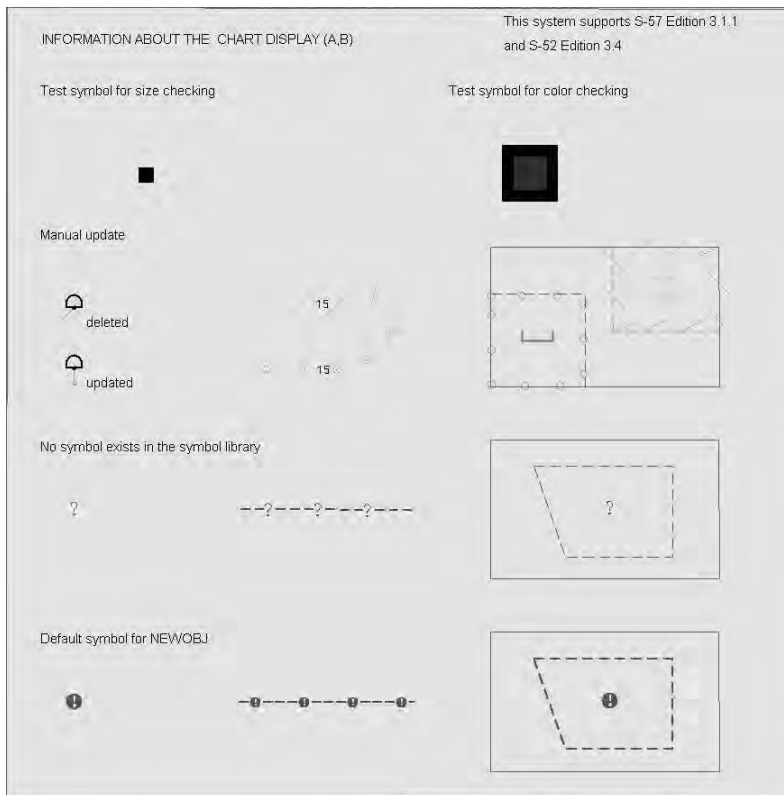 This system supports S-57 Edition 3.1.1
INFORMATION ABOUT THE CHART DISPLAY (A,B)
and S-52 Edition 3.4
Test symbol for size checking
Test symbol for color checking
Manual update
15
deleted
15
updated
No symbol exists in the symbol library
?
? ? ?
?
Default symbol for NEWOBJ
!
! ! ! !
!